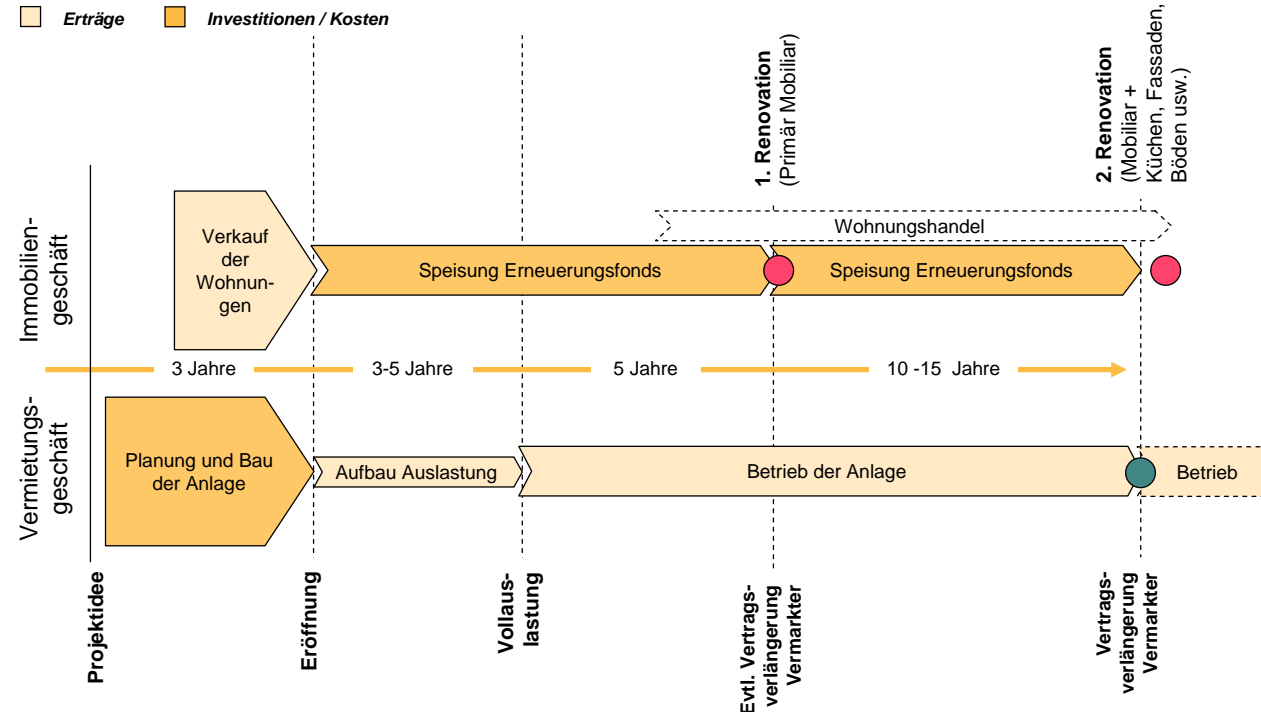 Erträge
Investitionen / Kosten
1. Renovation
(Primär Mobiliar)
2. Renovation
(Mobiliar +
Küchen, Fassaden,
Böden usw.)
Immobilien-
geschäft
Verkauf
der
Wohnun-
gen
Wohnungshandel
Speisung Erneuerungsfonds
Speisung Erneuerungsfonds
3 Jahre
3-5 Jahre
5 Jahre
10 -15 Jahre
Vermietungs-
geschäft
Planung und Bau
der Anlage
Aufbau Auslastung
Betrieb der Anlage
Betrieb
Projektidee
Eröffnung
Vollaus-
lastung
Evtl. Vertrags-
verlängerung
Vermarkter
Vertrags-
verlängerung
Vermarkter